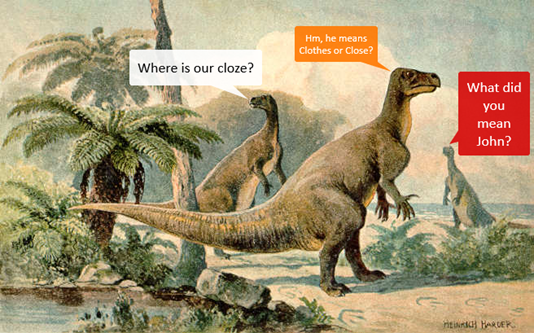 Where is our cloze?
Hm, he means
Clothes or Close?
What did
you
mean
John?
HEINRICH HARDER